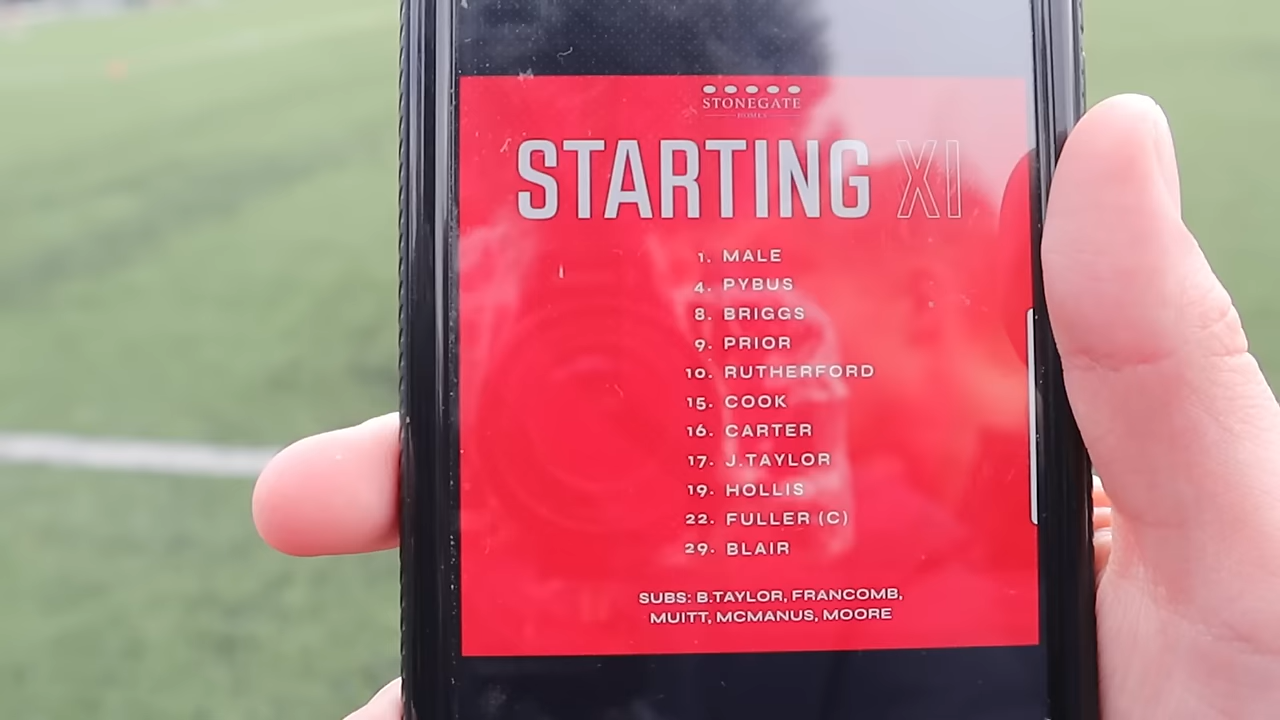 STONEGATE
HOMES
STARTING XI
1. MALE
4. PYBUS
8. BRIGGS
9. PRIOR
10. RUTHERFORD
15. COOK
16. CARTER
17. J.TAYLOR
19. HOLLIS
22. FULLER (C)
29. BLAIR
SUBS: B.TAYLOR, FRANCOMB,
MUITT, MCMANUS, MOORE